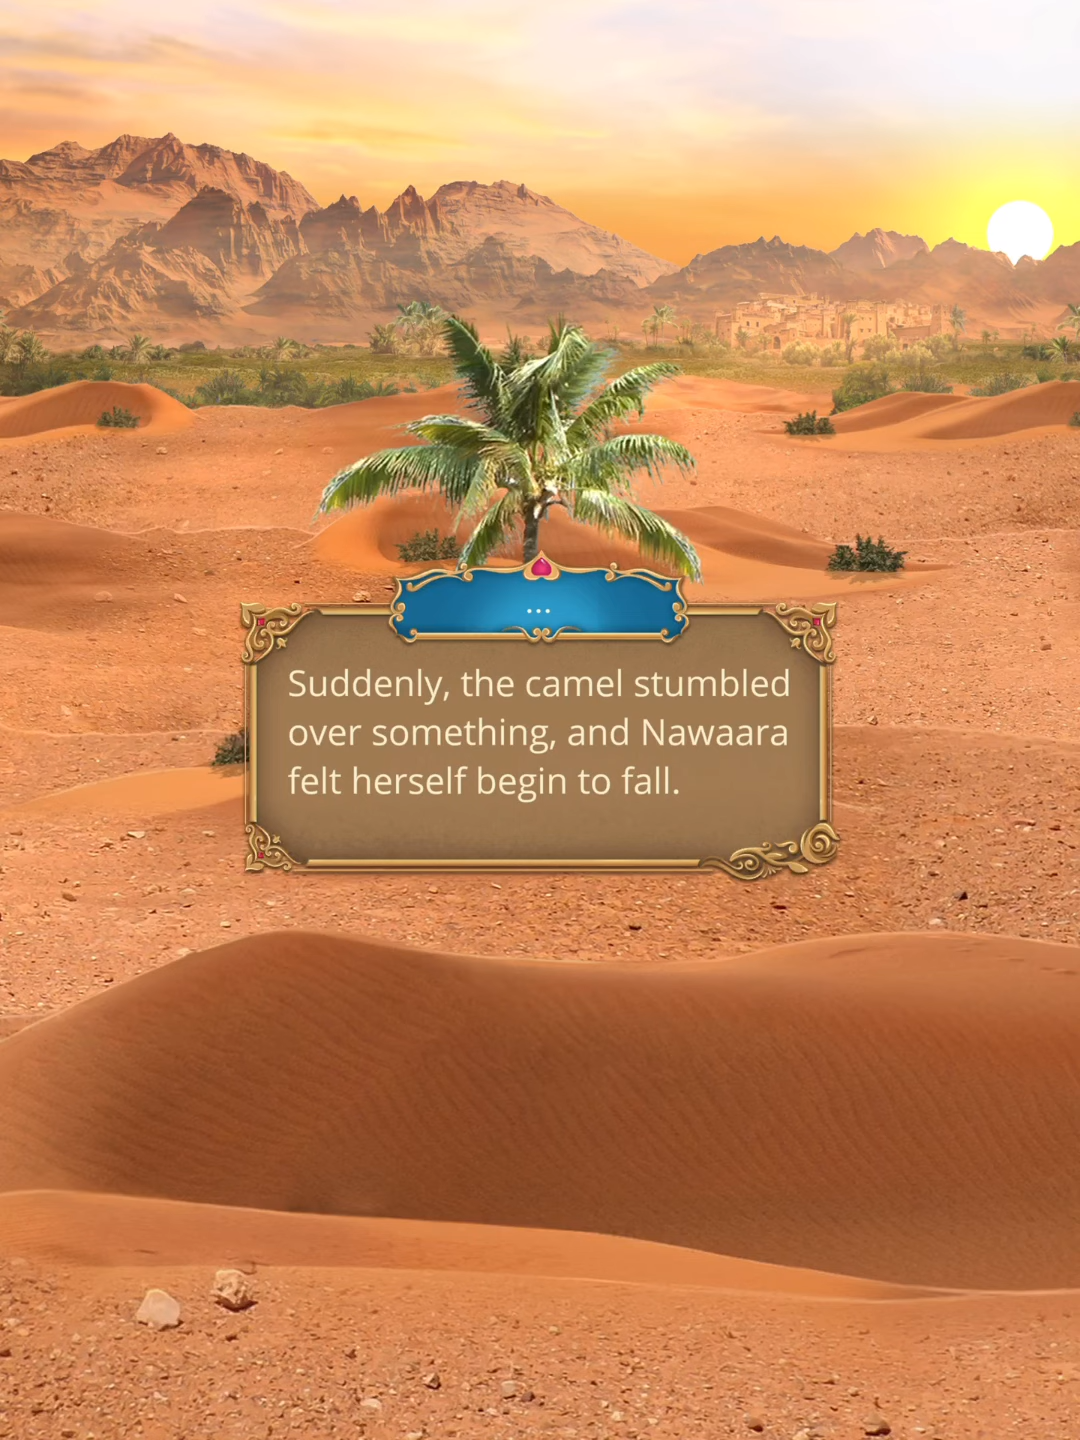 ...
Suddenly, the camel stumbled
over something, and Nawaara
felt herself begin to fall.